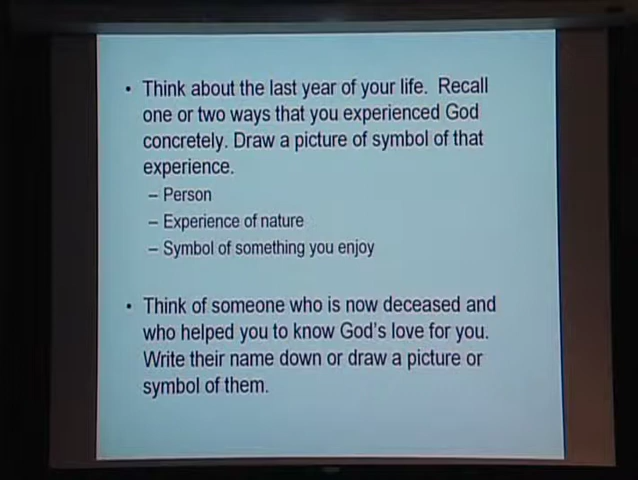 • Think about the last year of your life. Recall
one or two ways that you experienced God
concretely. Draw a picture of symbol of that
experience.
– Person
– Experience of nature
– Symbol of something you enjoy
• Think of someone who is now deceased and
who helped you to know God's love for you.
Write their name down or draw a picture or
symbol of them.